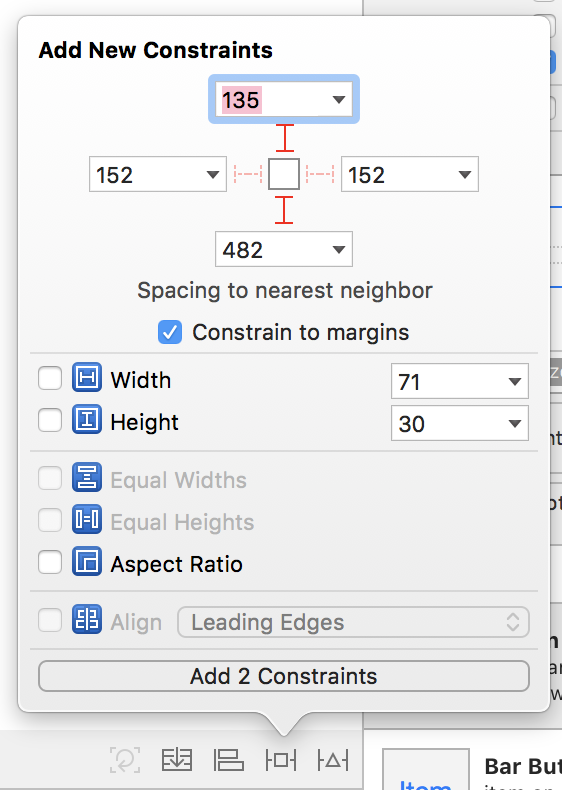 Add New Constraints
135
152
152
482
Spacing to nearest neighbor
Constrain to margins
Width
71
Height
30
Equal Widths
Equal Heights
Aspect Ratio
Align
Leading Edges
Add 2 Constraints
Bar But
Item